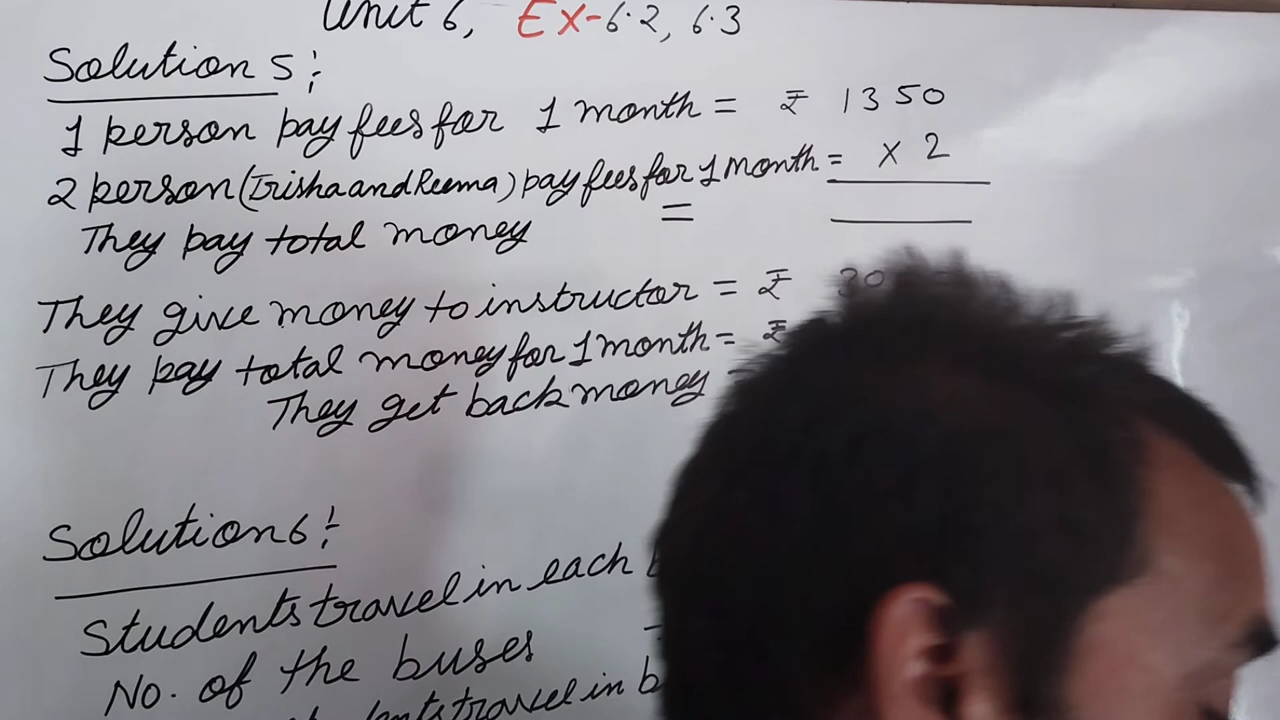 Unit 6, Ex-6.2, 6.3
Solution 5:
1 person pay fees for 1 month = ₹ 1350
2 person (Trisha and Reema) pay fees for 1 month = × 2
They pay total money =
They give money to instructor = ₹ 30
They pay total money for 1 month = ₹
They get back money
Solution 6:
Students travel in each
No. of the buses
travel in